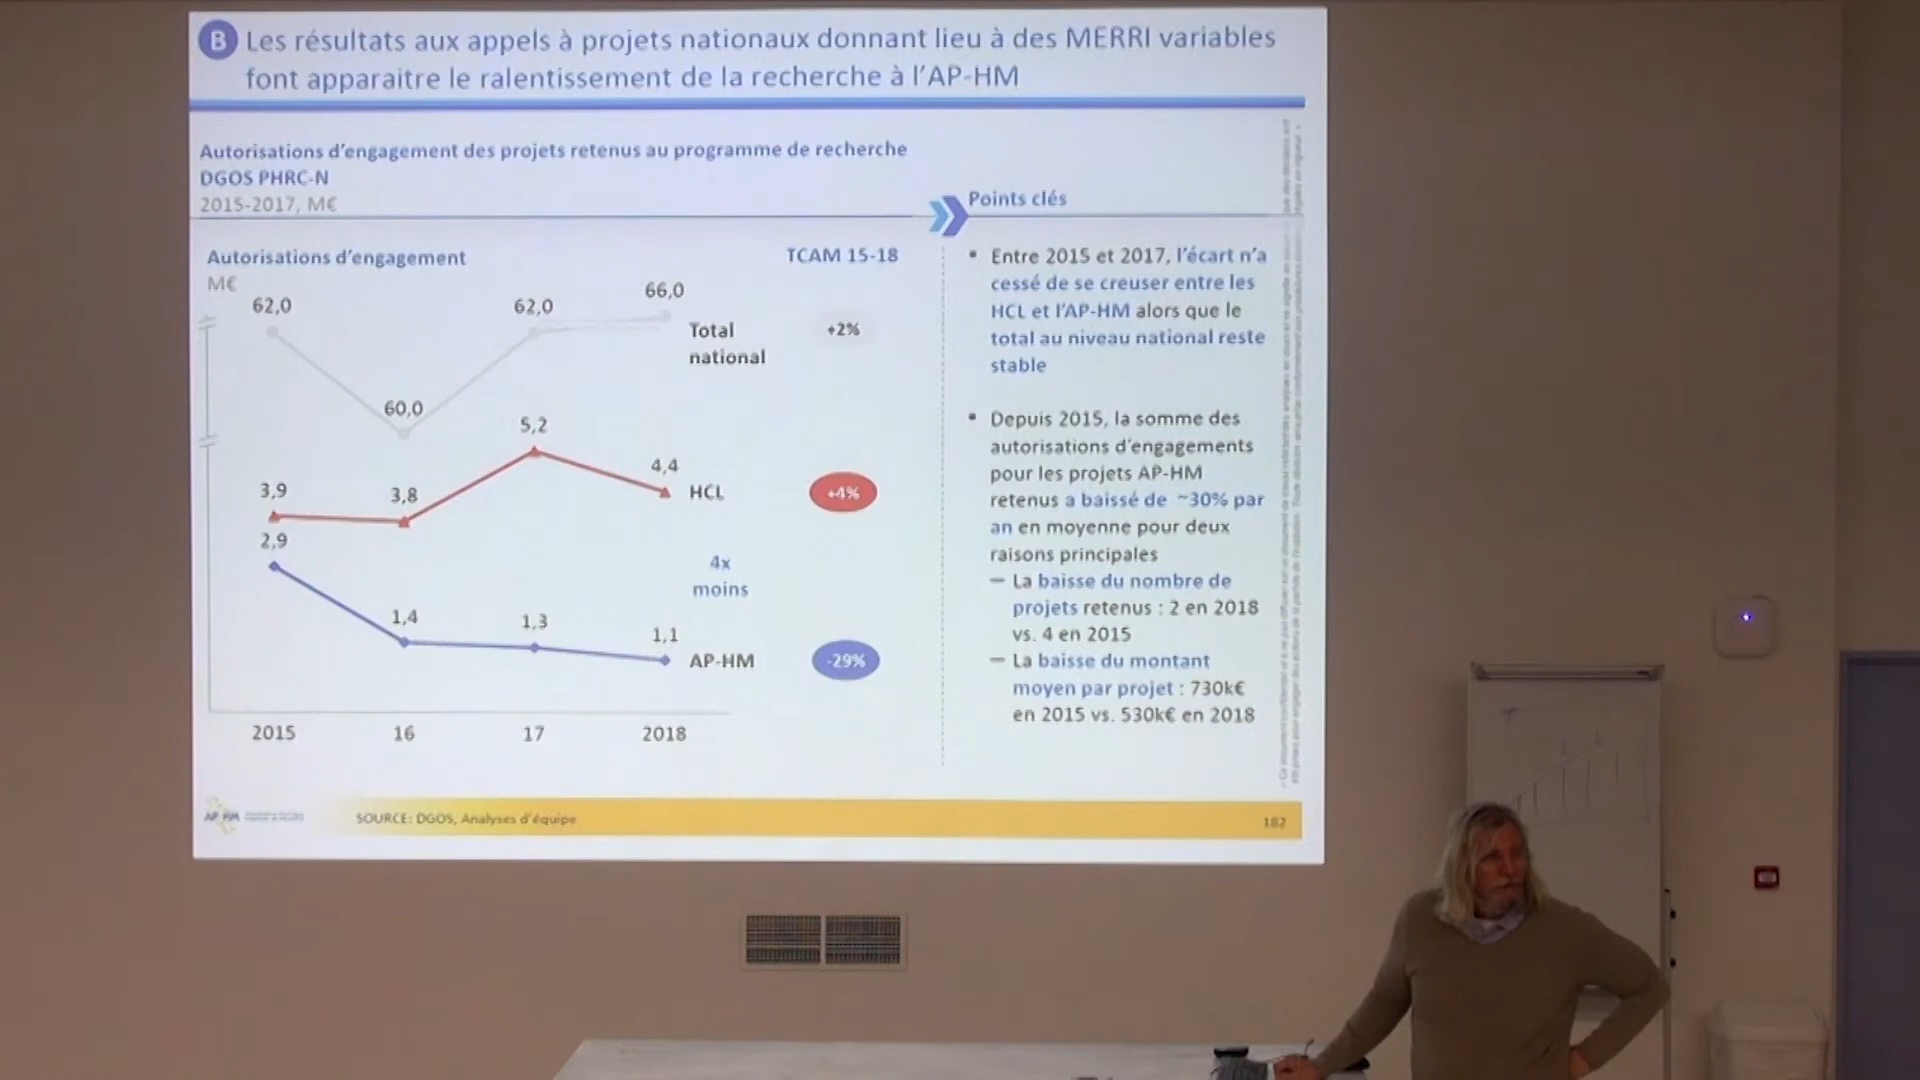 B Les résultats aux appels à projets nationaux donnant lieu à des MERRI variables
font apparaitre le ralentissement de la recherche à l'AP-HM
Autorisations d'engagement des projets retenus au programme de recherche
DGOS PHRC-N
2015-2017, M€
Autorisations d'engagement
M€
TCAM 15-18
62,0
60,0
62,0
66,0
Total
national
+2%
3,9
3,8
5,2
4,4
HCL
+4%
4x
moins
2,9
1,4
1,3
1,1
AP-HM
-29%
2015
16
17
2018
Points clés
• Entre 2015 et 2017, l'écart n'a
cessé de se creuser entre les
HCL et l'AP-HM alors que le
total au niveau national reste
stable
• Depuis 2015, la somme des
autorisations d'engagements
pour les projets AP-HM
retenus a baissé de ~30% par
an en moyenne pour deux
raisons principales
— La baisse du nombre de
projets retenus : 2 en 2018
vs. 4 en 2015
— La baisse du montant
moyen par projet : 730k€
en 2015 vs. 530k€ en 2018
AP HM
SOURCE: DGOS, Analyses d'équipe
182